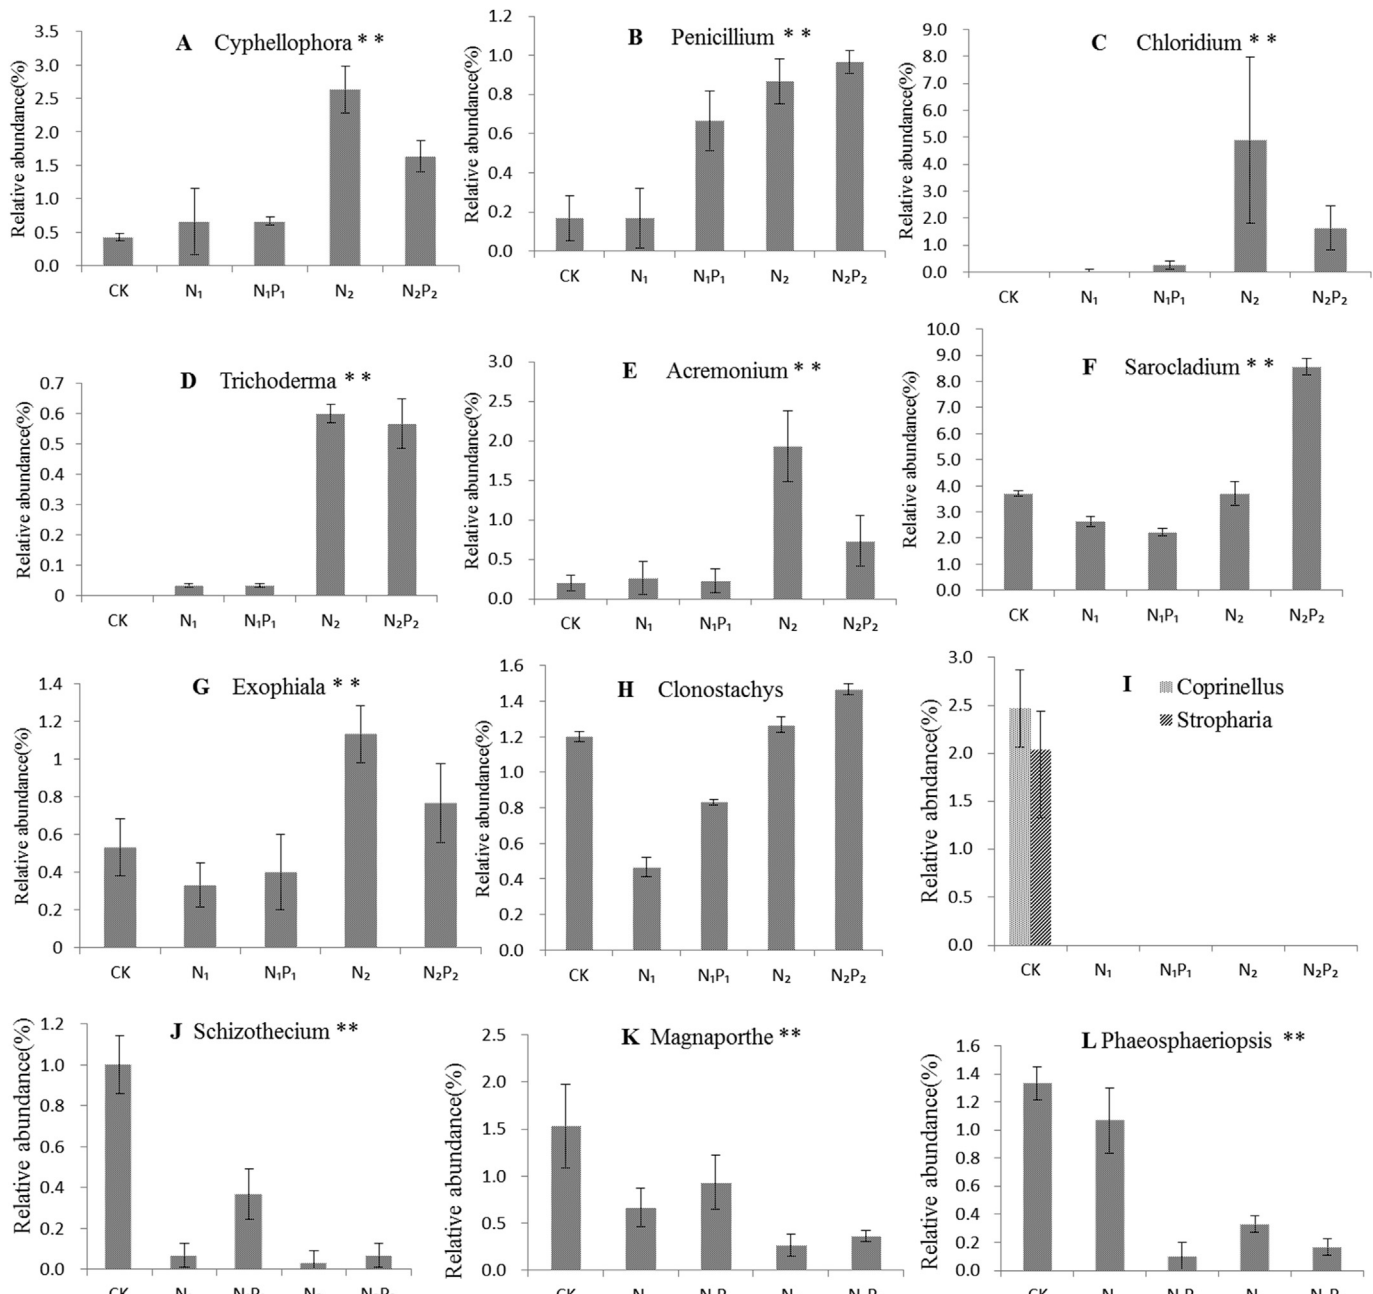 A Cyphellophora * *
Relative abundance(%)
3.5
3.0
2.5
2.0
1.5
1.0
0.5
0.0
CK N₁ N₁P₁ N₂ N₂P₂
B Penicillium * *
Relative abundance(%)
1.2
1.0
0.8
0.6
0.4
0.2
0.0
CK N₁ N₁P₁ N₂ N₂P₂
C Chloridium * *
Relative abundance(%)
9.0
8.0
7.0
6.0
5.0
4.0
3.0
2.0
1.0
0.0
CK N₁ N₁P₁ N₂ N₂P₂
D Trichoderma * *
Relative abundance(%)
0.7
0.6
0.5
0.4
0.3
0.2
0.1
0
CK N₁ N₁P₁ N₂ N₂P₂
E Acremonium * *
Relative abundance(%)
3.0
2.5
2.0
1.5
1.0
0.5
0.0
CK N₁ N₁P₁ N₂ N₂P₂
F Sarocladium * *
Relative abundance(%)
10.0
9.0
8.0
7.0
6.0
5.0
4.0
3.0
2.0
1.0
0.0
CK N₁ N₁P₁ N₂ N₂P₂
G Exophiala * *
Relative abundance(%)
1.4
1.2
1
0.8
0.6
0.4
0.2
0
CK N₁ N₁P₁ N₂ N₂P₂
H Clonostachys
Relative abundance(%)
1.6
1.4
1.2
1.0
0.8
0.6
0.4
0.2
0.0
CK N₁ N₁P₁ N₂ N₂P₂
I Coprinellus
Stropharia
Relative abndance(%)
3.0
2.5
2.0
1.5
1.0
0.5
0.0
CK N₁ N₁P₁ N₂ N₂P₂
J Schizothecium **
Relative abundance(%)
1.2
1.0
0.8
0.6
0.4
0.2
0.0
K Magnaporthe **
Relative abundance(%)
2.5
2.0
1.5
1.0
0.5
0.0
L Phaeosphaeriopsis **
Relative abundance(%)
1.6
1.4
1.2
1.0
0.8
0.6
0.4
0.2
0.0